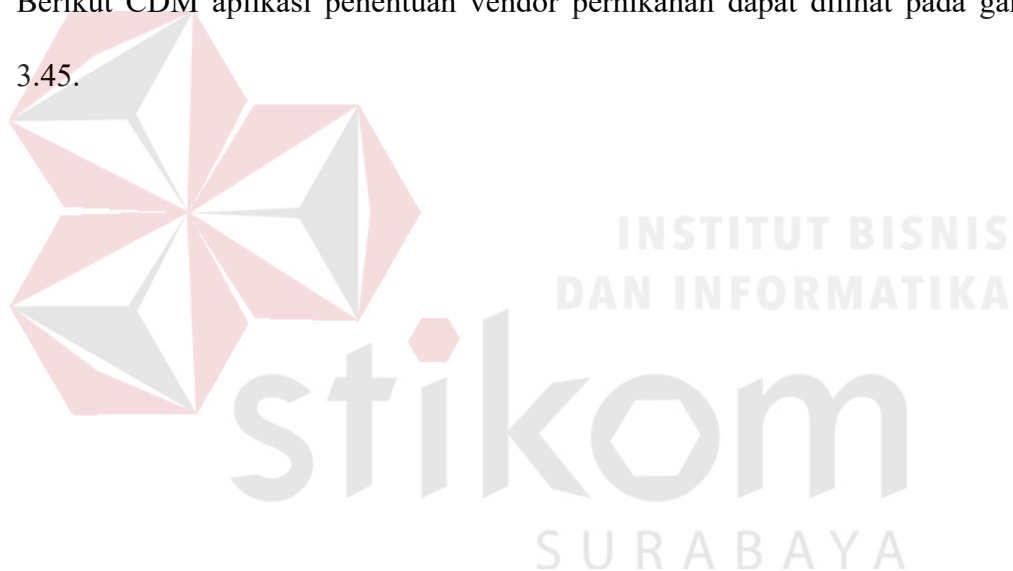 Berikut CDM aplikasi penentuan vendor pernikahan dapat dilihat pada
3.45.
INSTITUT BISNIS
DAN INFORMATIKA
stikom
SURABAYA